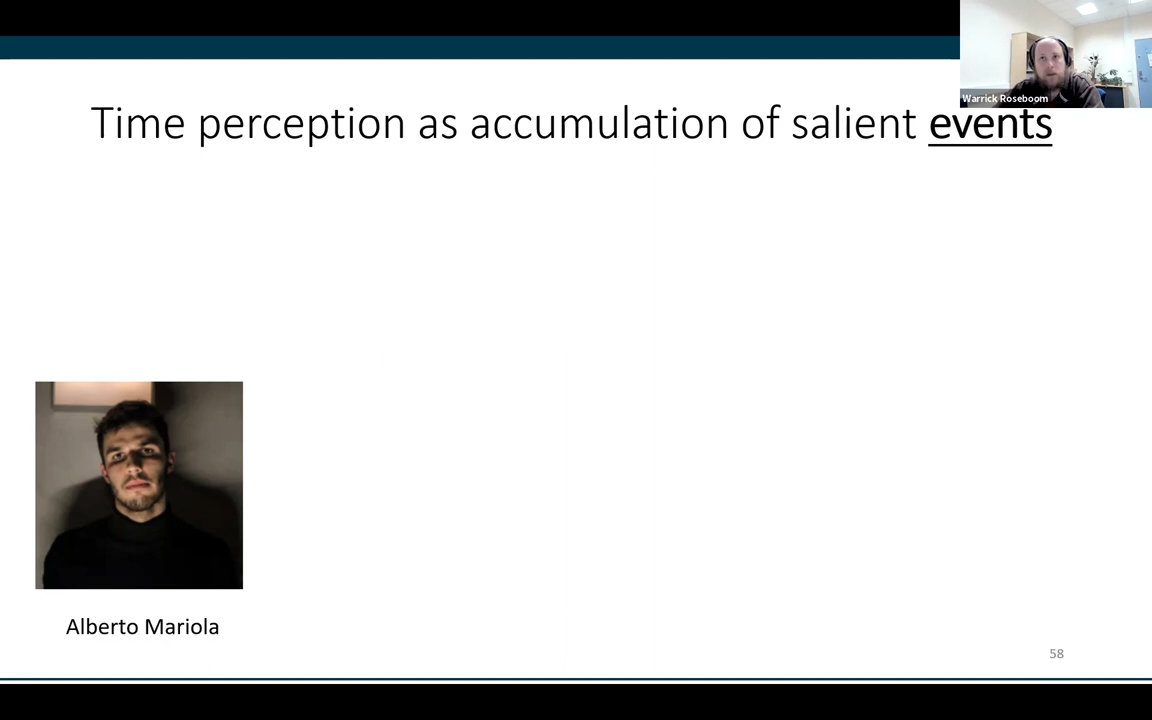 Warrick Roseboom
Time perception as accumulation of salient events
Alberto Mariola
58